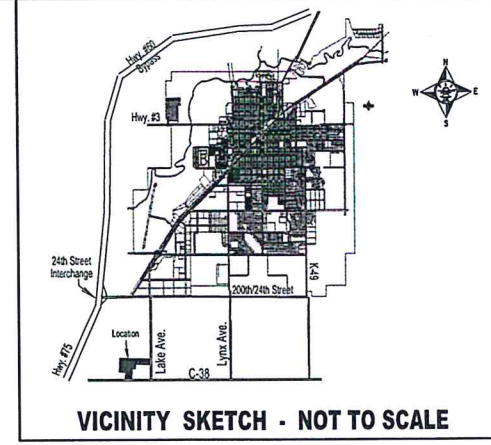 Hwy. #60
Bypass
N
W E
S
Hwy. #3
24th Street
Interchange
K-49
200th/24th Street
Hwy. #75
Location
Lake Ave.
Lynx Ave.
C-38
VICINITY SKETCH - NOT TO SCALE